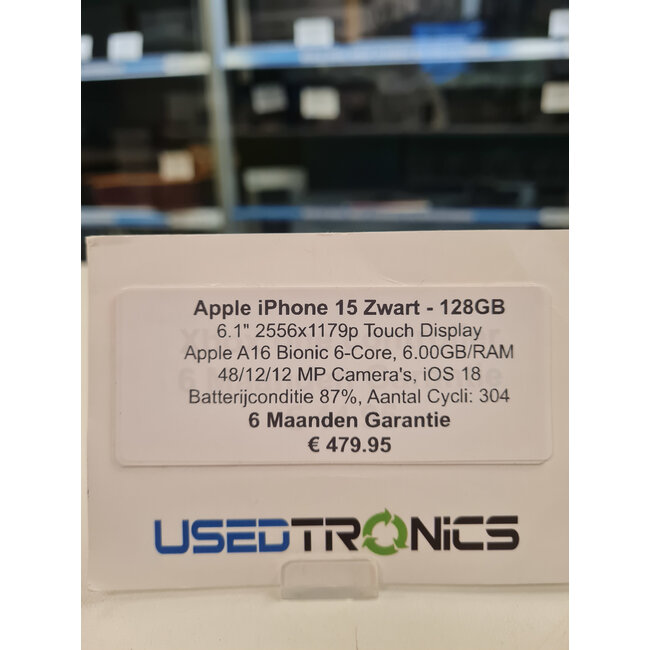 Apple iPhone 15 Zwart - 128GB
6.1" 2556x1179p Touch Display
Apple A16 Bionic 6-Core, 6.00GB/RAM
48/12/12 MP Camera's, iOS 18
Batterijconditie 87%, Aantal Cycli: 304
6 Maanden Garantie
€ 479.95
USEDTRONiCS